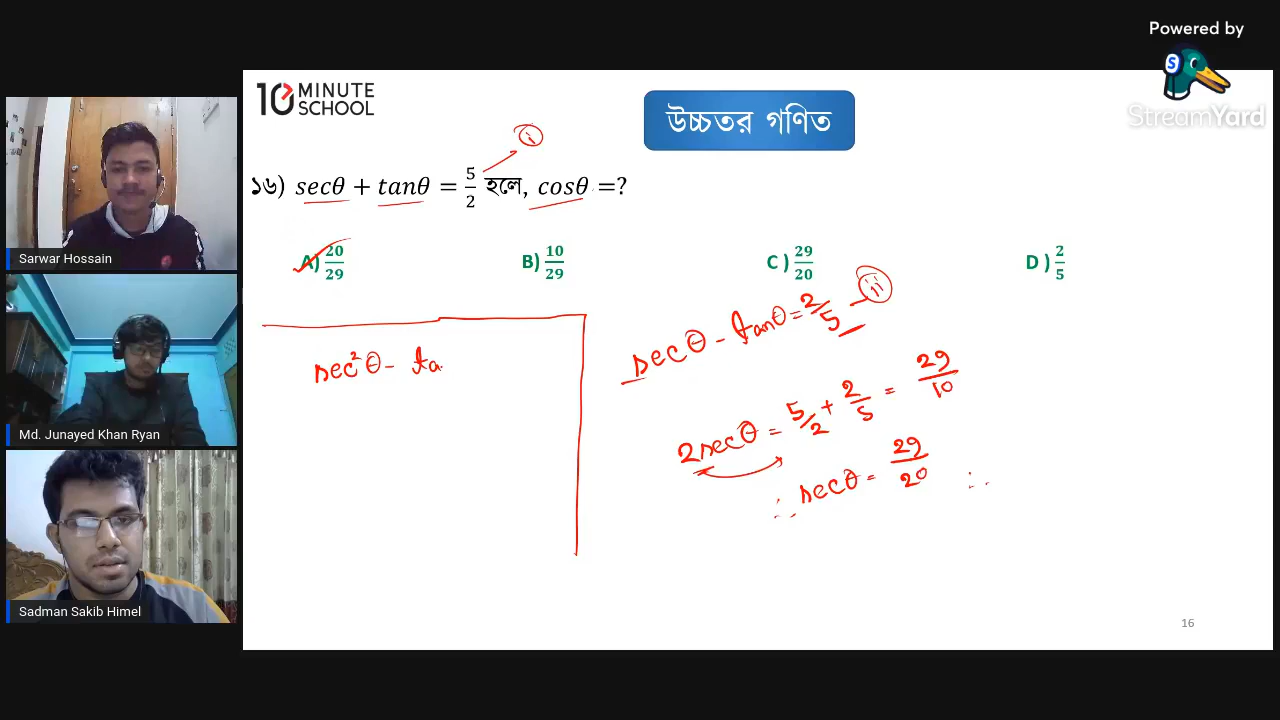 Powered by
StreamYard
10 MINUTE SCHOOL
উচ্চতর গণিত
i
১৬) secθ + tanθ = 5/2 হলে, cosθ =?
A) 20/29 B) 10/29 C ) 29/20 D ) 2/5
secθ - tanθ = 2/5 ii
sec²θ - ta
2secθ = 5/2 + 2/5 = 29/10
∴ secθ = 29/20 ∴
Sarwar Hossain
Md. Junayed Khan Ryan
Sadman Sakib Himel
16